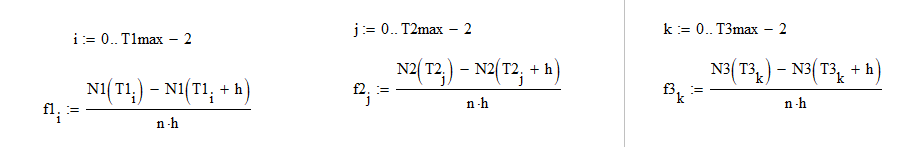 i := 0.. T1max − 2
f1_i := (N1(T1_i) − N1(T1_i + h)) / (n·h)
j := 0.. T2max − 2
f2_j := (N2(T2_j) − N2(T2_j + h)) / (n·h)
k := 0.. T3max − 2
f3_k := (N3(T3_k) − N3(T3_k + h)) / (n·h)